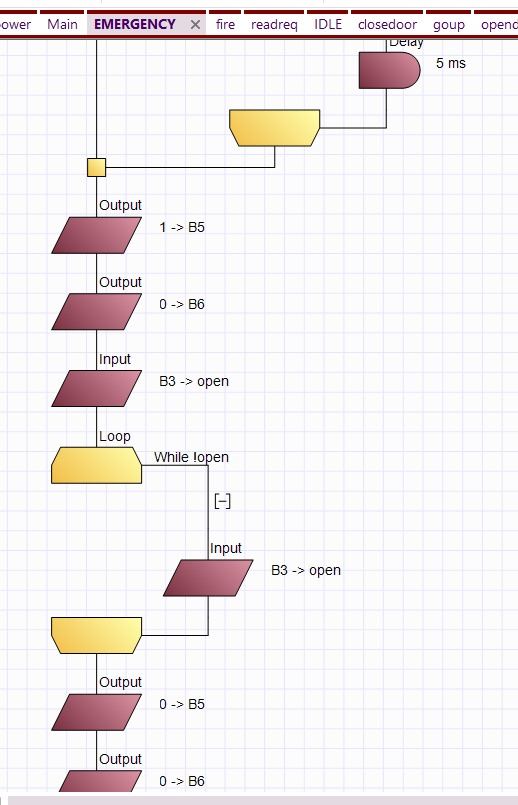 ower Main EMERGENCY × fire readreq IDLE closedoor goup opend
Delay
5 ms
Output
1 -> B5
Output
0 -> B6
Input
B3 -> open
Loop
While !open
[−]
Input
B3 -> open
Output
0 -> B5
Output
0 -> B6